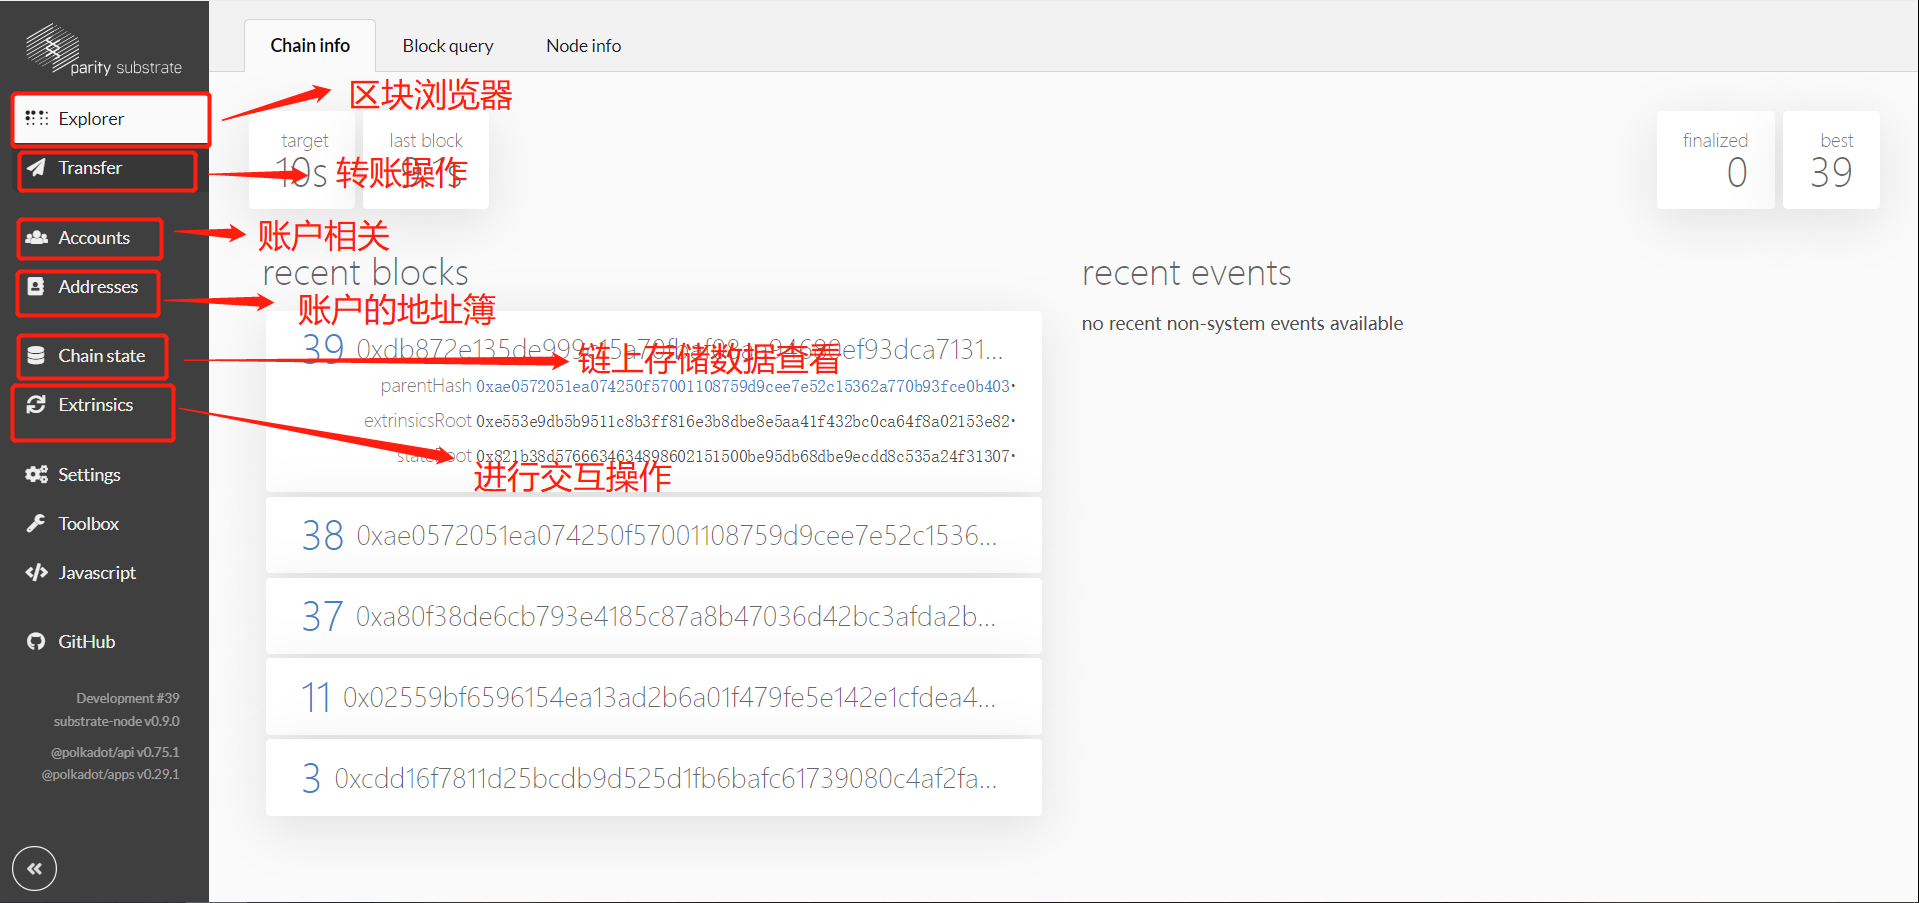 parity substrate
Explorer
Transfer
Accounts
Addresses
Chain state
Extrinsics
Settings
Toolbox
Javascript
GitHub
Development #39
substrate-node v0.9.0
@polkadot/api v0.75.1
@polkadot/apps v0.29.1
Chain info
Block query
Node info
区块浏览器
target
10s
last block
9.1s
转账操作
finalized
0
best
39
账户相关
recent blocks
账户的地址簿
39
链上存储数据查看
parentHash 0xae0572051ea074250f57001108759d9cee7e52c15362a770b93fce0b403
extrinsicsRoot 0xe553e9db5b9511c8b3ff816e3b8dbe8e5aa41f432bc0ca64f8a02153e82
stateRoot 0x821b38d5766634634898602151500be95db68dbe9ecdd8c535a24f31307
进行交互操作
38 0xae0572051ea074250f57001108759d9cee7e52c1536...
37 0xa80f38de6cb793e4185c87a8b47036d42bc3afda2b...
11 0x02559bf6596154ea13ad2b6a01f479fe5e142e1cfdea4...
3 0xcdd16f7811d25bcdb9d525d1fb6bafc61739080c4af2fa...
recent events
no recent non-system events available